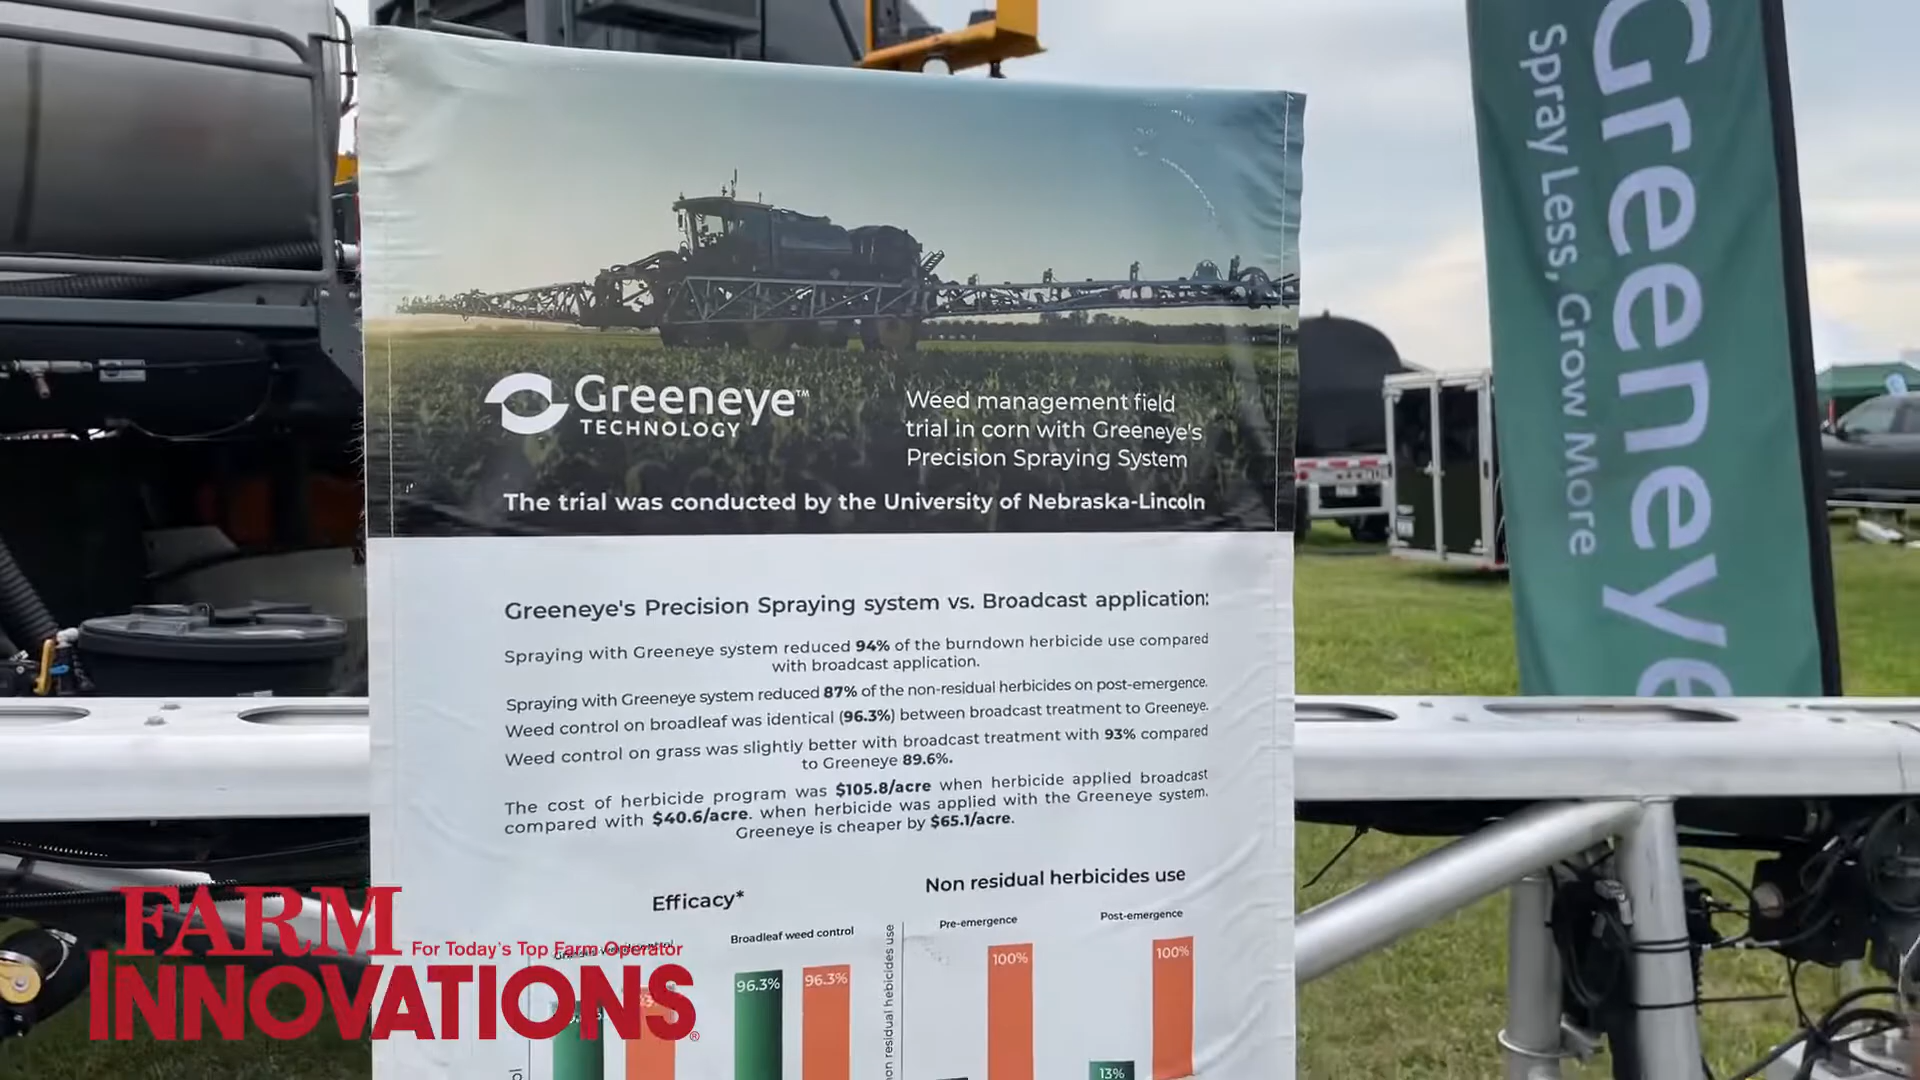 Greeneye™
TECHNOLOGY
Weed management field
trial in corn with Greeneye's
Precision Spraying System
The trial was conducted by the University of Nebraska-Lincoln
Greeneye's Precision Spraying system vs. Broadcast application:
Spraying with Greeneye system reduced 94% of the burndown herbicide use compared
with broadcast application.
Spraying with Greeneye system reduced 87% of the non-residual herbicides on post-emergence.
Weed control on broadleaf was identical (96.3%) between broadcast treatment to Greeneye.
Weed control on grass was slightly better with broadcast treatment with 93% compared
to Greeneye 89.6%.
The cost of herbicide program was $105.8/acre when herbicide applied broadcast
compared with $40.6/acre. when herbicide was applied with the Greeneye system.
Greeneye is cheaper by $65.1/acre.
Efficacy*
Broadleaf weed control
96.3%
96.3%
Non residual herbicides use
Pre-emergence
Post-emergence
100%
100%
13%
non residual hebicides use
Greeneye
Spray Less, Grow More
FARM
For Today's Top Farm Operator
INNOVATIONS®